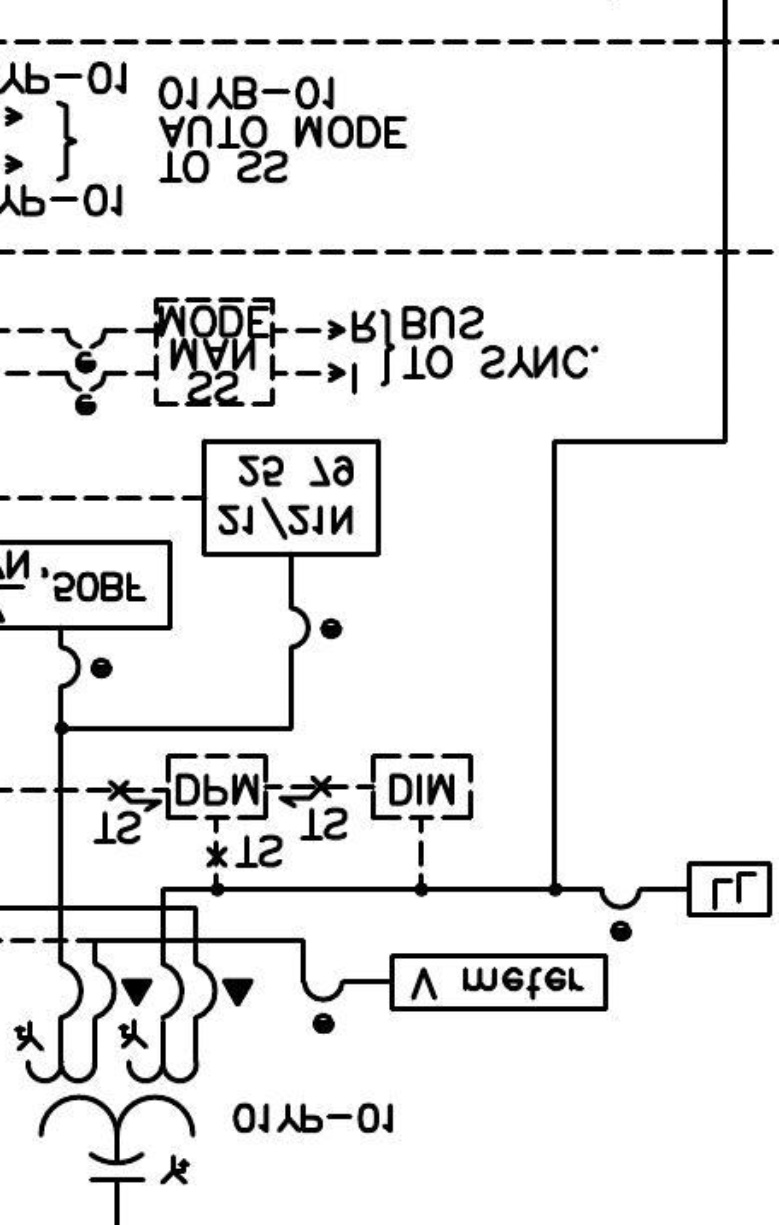 01YP-01
V meter
LL
TS
TS
TS
DPM
DIM
50BF
21/21N
25 79
SS
MAN
MODE
I
R
TO SYNC.
BUS
YP-01
TO SS
AUTO MODE
01YB-01
YP-01